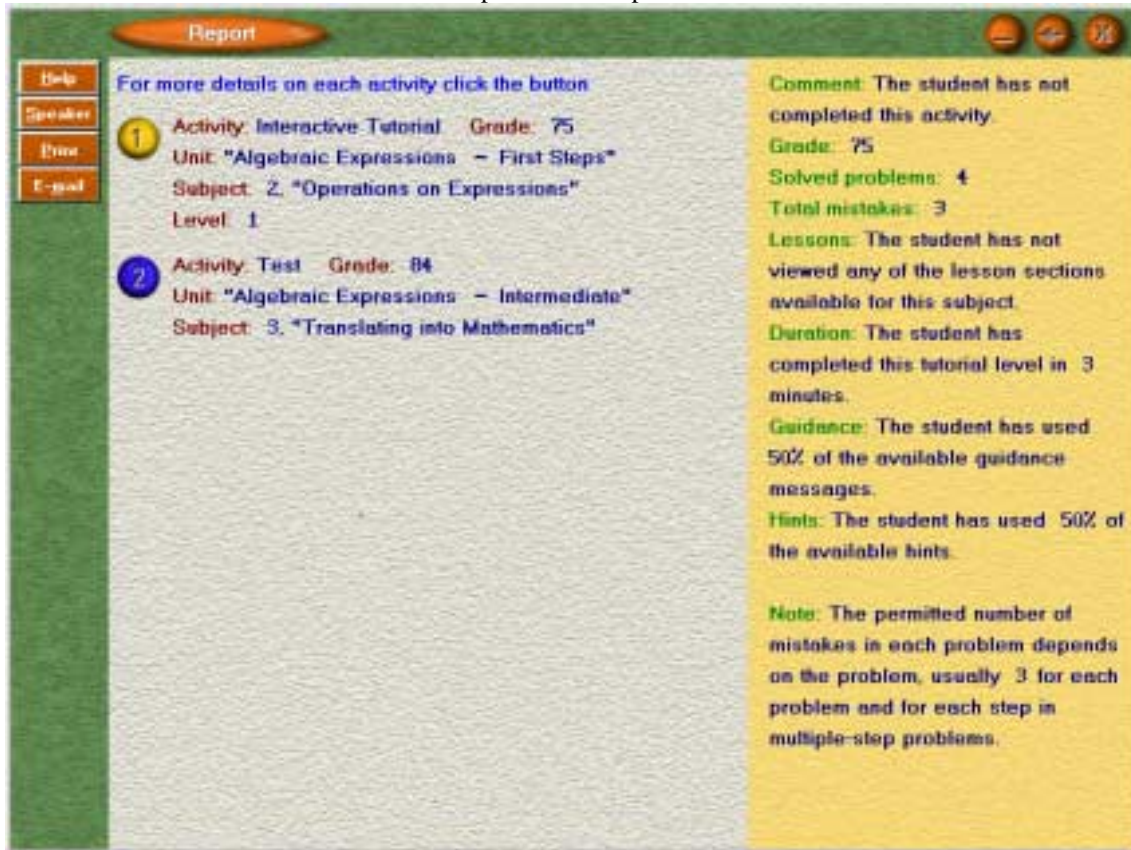 Report
Help
Speaker
Print
E-mail
For more details on each activity click the button
1
Activity: Interactive Tutorial Grade: 75
Unit: "Algebraic Expressions - First Steps"
Subject: 2, "Operations on Expressions"
Level: 1
2
Activity: Test Grade: 84
Unit: "Algebraic Expressions - Intermediate"
Subject: 3, "Translating into Mathematics"
Comment: The student has not
completed this activity.
Grade: 75
Solved problems: 4
Total mistakes: 3
Lessons: The student has not
viewed any of the lesson sections
available for this subject.
Duration: The student has
completed this tutorial level in 3
minutes.
Guidance: The student has used
50% of the available guidance
messages.
Hints: The student has used 50% of
the available hints.
Note: The permitted number of
mistakes in each problem depends
on the problem, usually 3 for each
problem and for each step in
multiple-step problems.